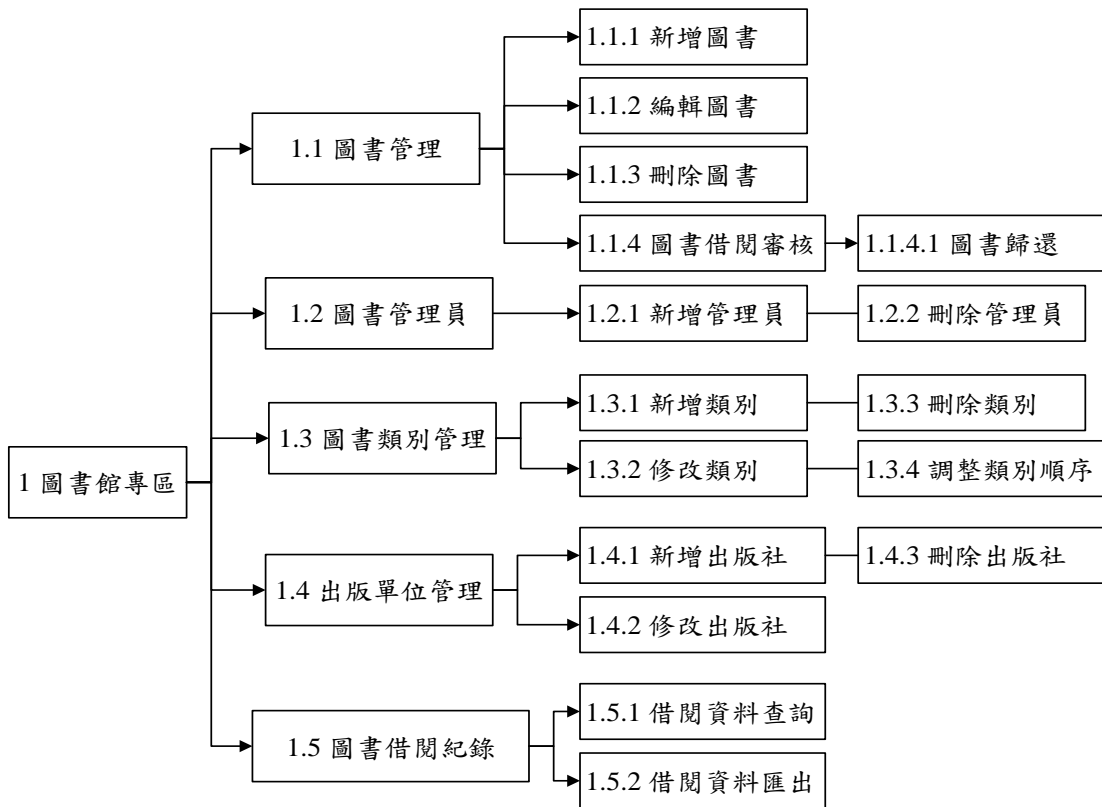 1 圖書館專區
1.1 圖書管理
1.1.1 新增圖書
1.1.2 編輯圖書
1.1.3 刪除圖書
1.1.4 圖書借閱審核
1.1.4.1 圖書歸還
1.2 圖書管理員
1.2.1 新增管理員
1.2.2 刪除管理員
1.3 圖書類別管理
1.3.1 新增類別
1.3.3 刪除類別
1.3.2 修改類別
1.3.4 調整類別順序
1.4 出版單位管理
1.4.1 新增出版社
1.4.3 刪除出版社
1.4.2 修改出版社
1.5 圖書借閱紀錄
1.5.1 借閱資料查詢
1.5.2 借閱資料匯出